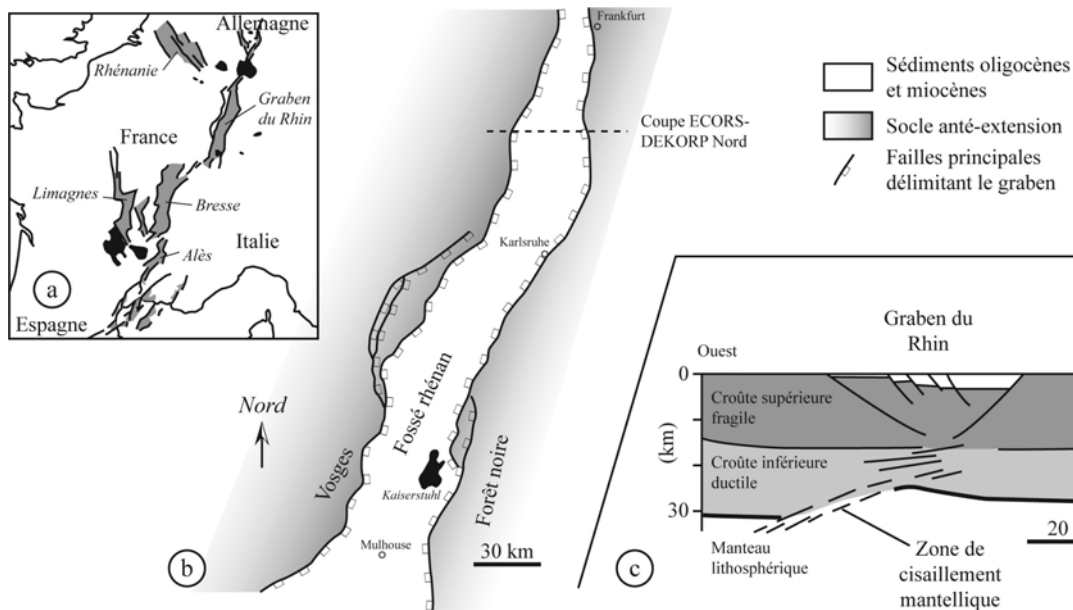 Allemagne
Rhénanie
Graben
du Rhin
France
Limagnes
Bresse
Italie
Alès
a
Espagne
Frankfurt
Coupe ECORS-
DEKORP Nord
Karlsruhe
Nord
Vosges
Fossé rhénan
Kaiserstuhl
Forêt noire
Mulhouse
30 km
b
Sédiments oligocènes
et miocènes
Socle anté-extension
Failles principales
délimitant le graben
Graben du
Rhin
Ouest
0
Croûte supérieure
fragile
(km)
Croûte inférieure
ductile
30
20
Manteau
lithosphérique
Zone de
cisaillement
mantellique
c